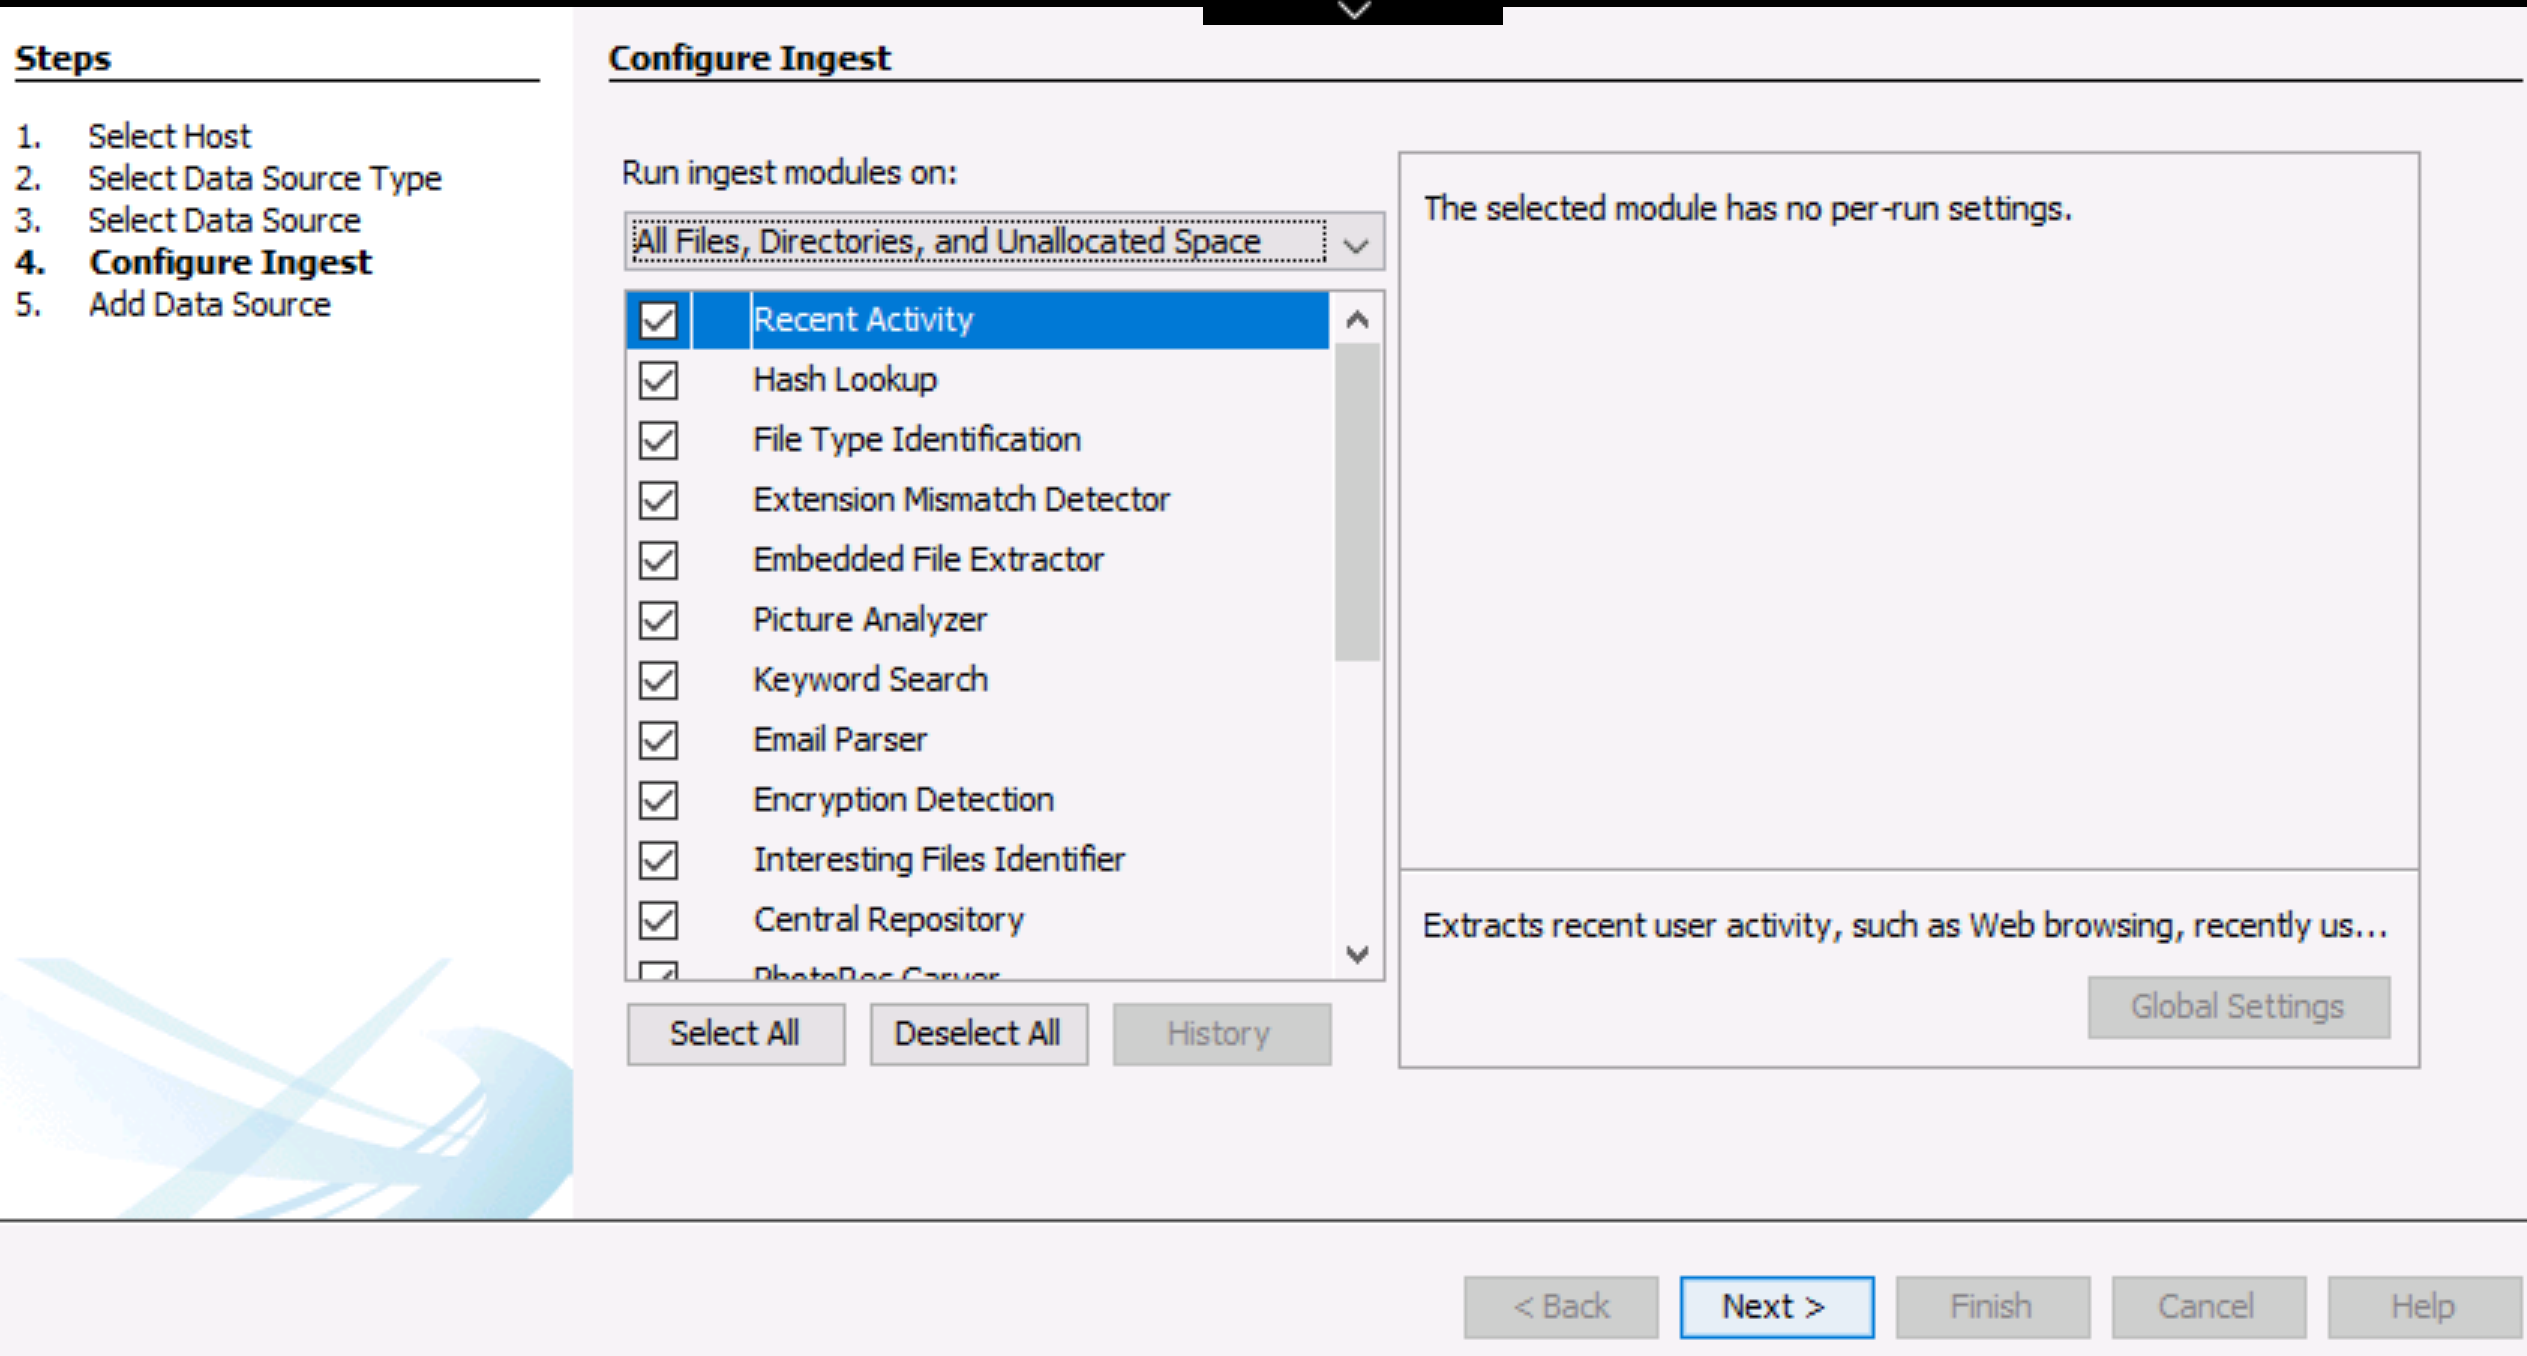 Steps
1. Select Host
2. Select Data Source Type
3. Select Data Source
4. Configure Ingest
5. Add Data Source
Configure Ingest
Run ingest modules on:
All Files, Directories, and Unallocated Space
Recent Activity
Hash Lookup
File Type Identification
Extension Mismatch Detector
Embedded File Extractor
Picture Analyzer
Keyword Search
Email Parser
Encryption Detection
Interesting Files Identifier
Central Repository
PhotoRec Carver
Select All Deselect All History
The selected module has no per-run settings.
Extracts recent user activity, such as Web browsing, recently us...
Global Settings
< Back Next > Finish Cancel Help